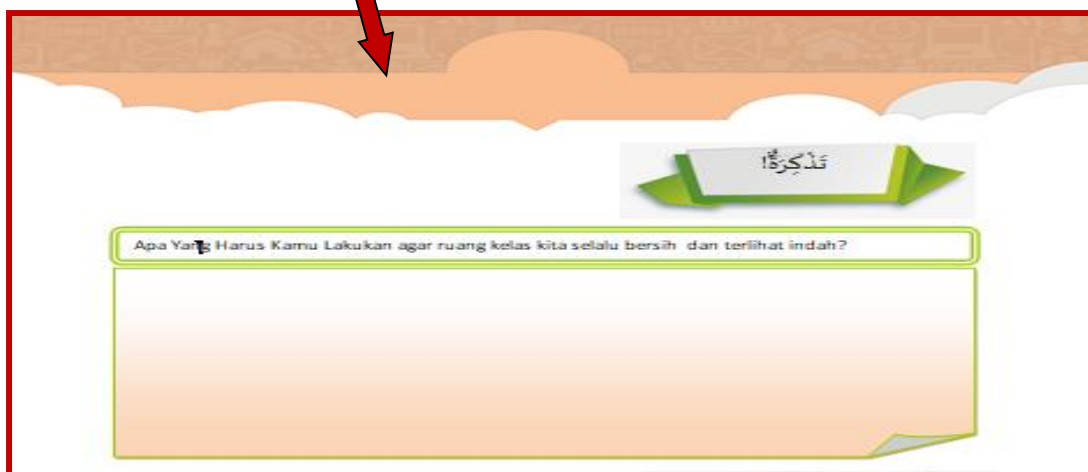 تَذْكِرَةٌ!
Apa Yang Harus Kamu Lakukan agar ruang kelas kita selalu bersih dan terlihat indah?